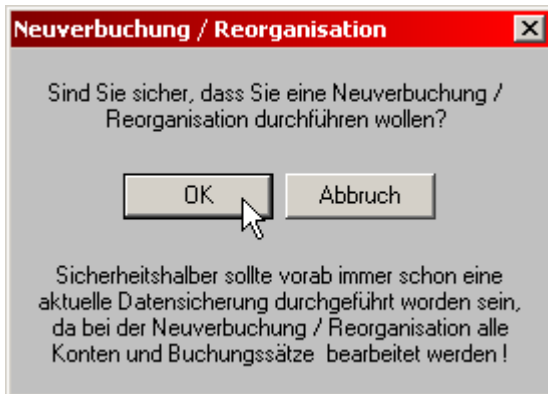 Neuverbuchung / Reorganisation
Sind Sie sicher, dass Sie eine Neuverbuchung /
Reorganisation durchführen wollen?
OK
Abbruch
Sicherheitshalber sollte vorab immer schon eine
aktuelle Datensicherung durchgeführt worden sein,
da bei der Neuverbuchung / Reorganisation alle
Konten und Buchungssätze bearbeitet werden !